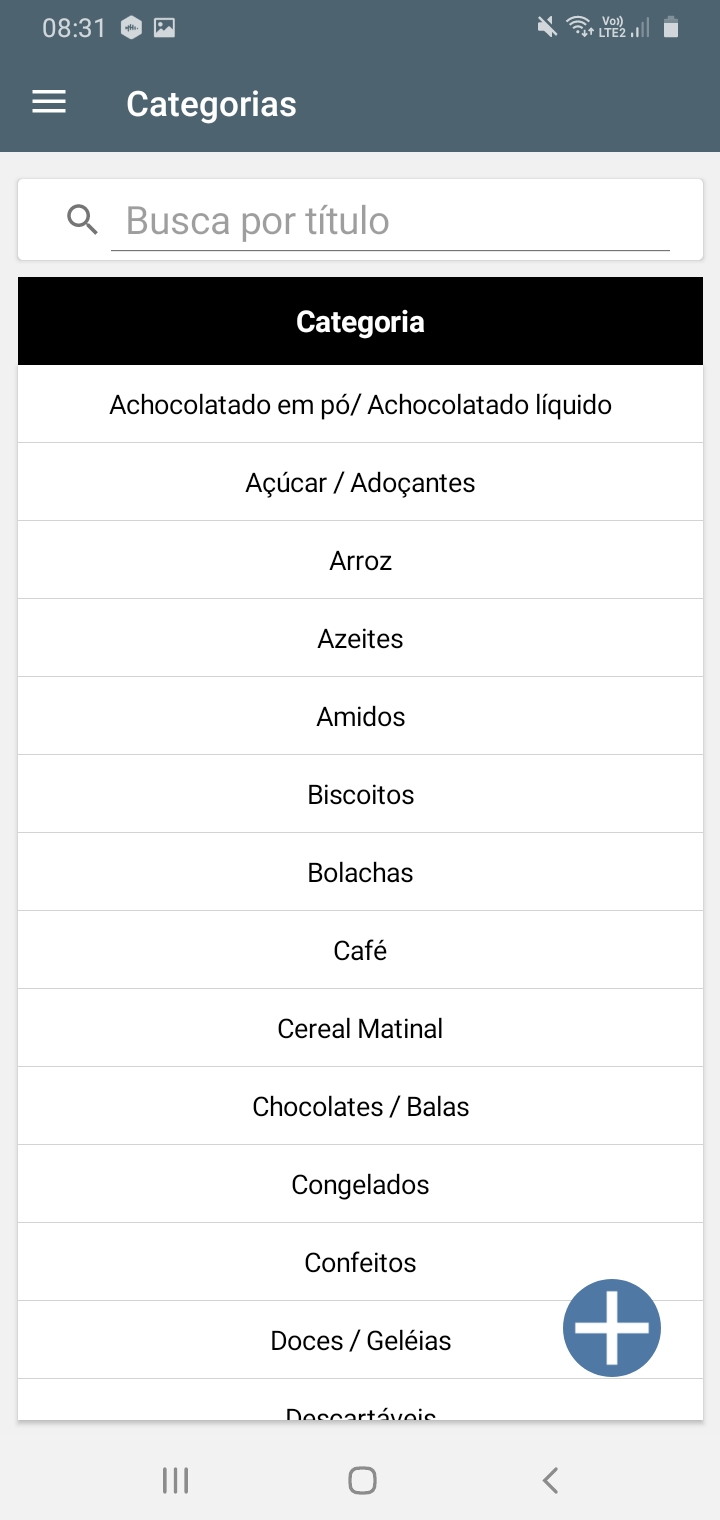 08:31
Vo))
LTE2
Categorias
Busca por título
Categoria
Achocolatado em pó/ Achocolatado líquido
Açúcar / Adoçantes
Arroz
Azeites
Amidos
Biscoitos
Bolachas
Café
Cereal Matinal
Chocolates / Balas
Congelados
Confeitos
Doces / Geléias
Descartáveis